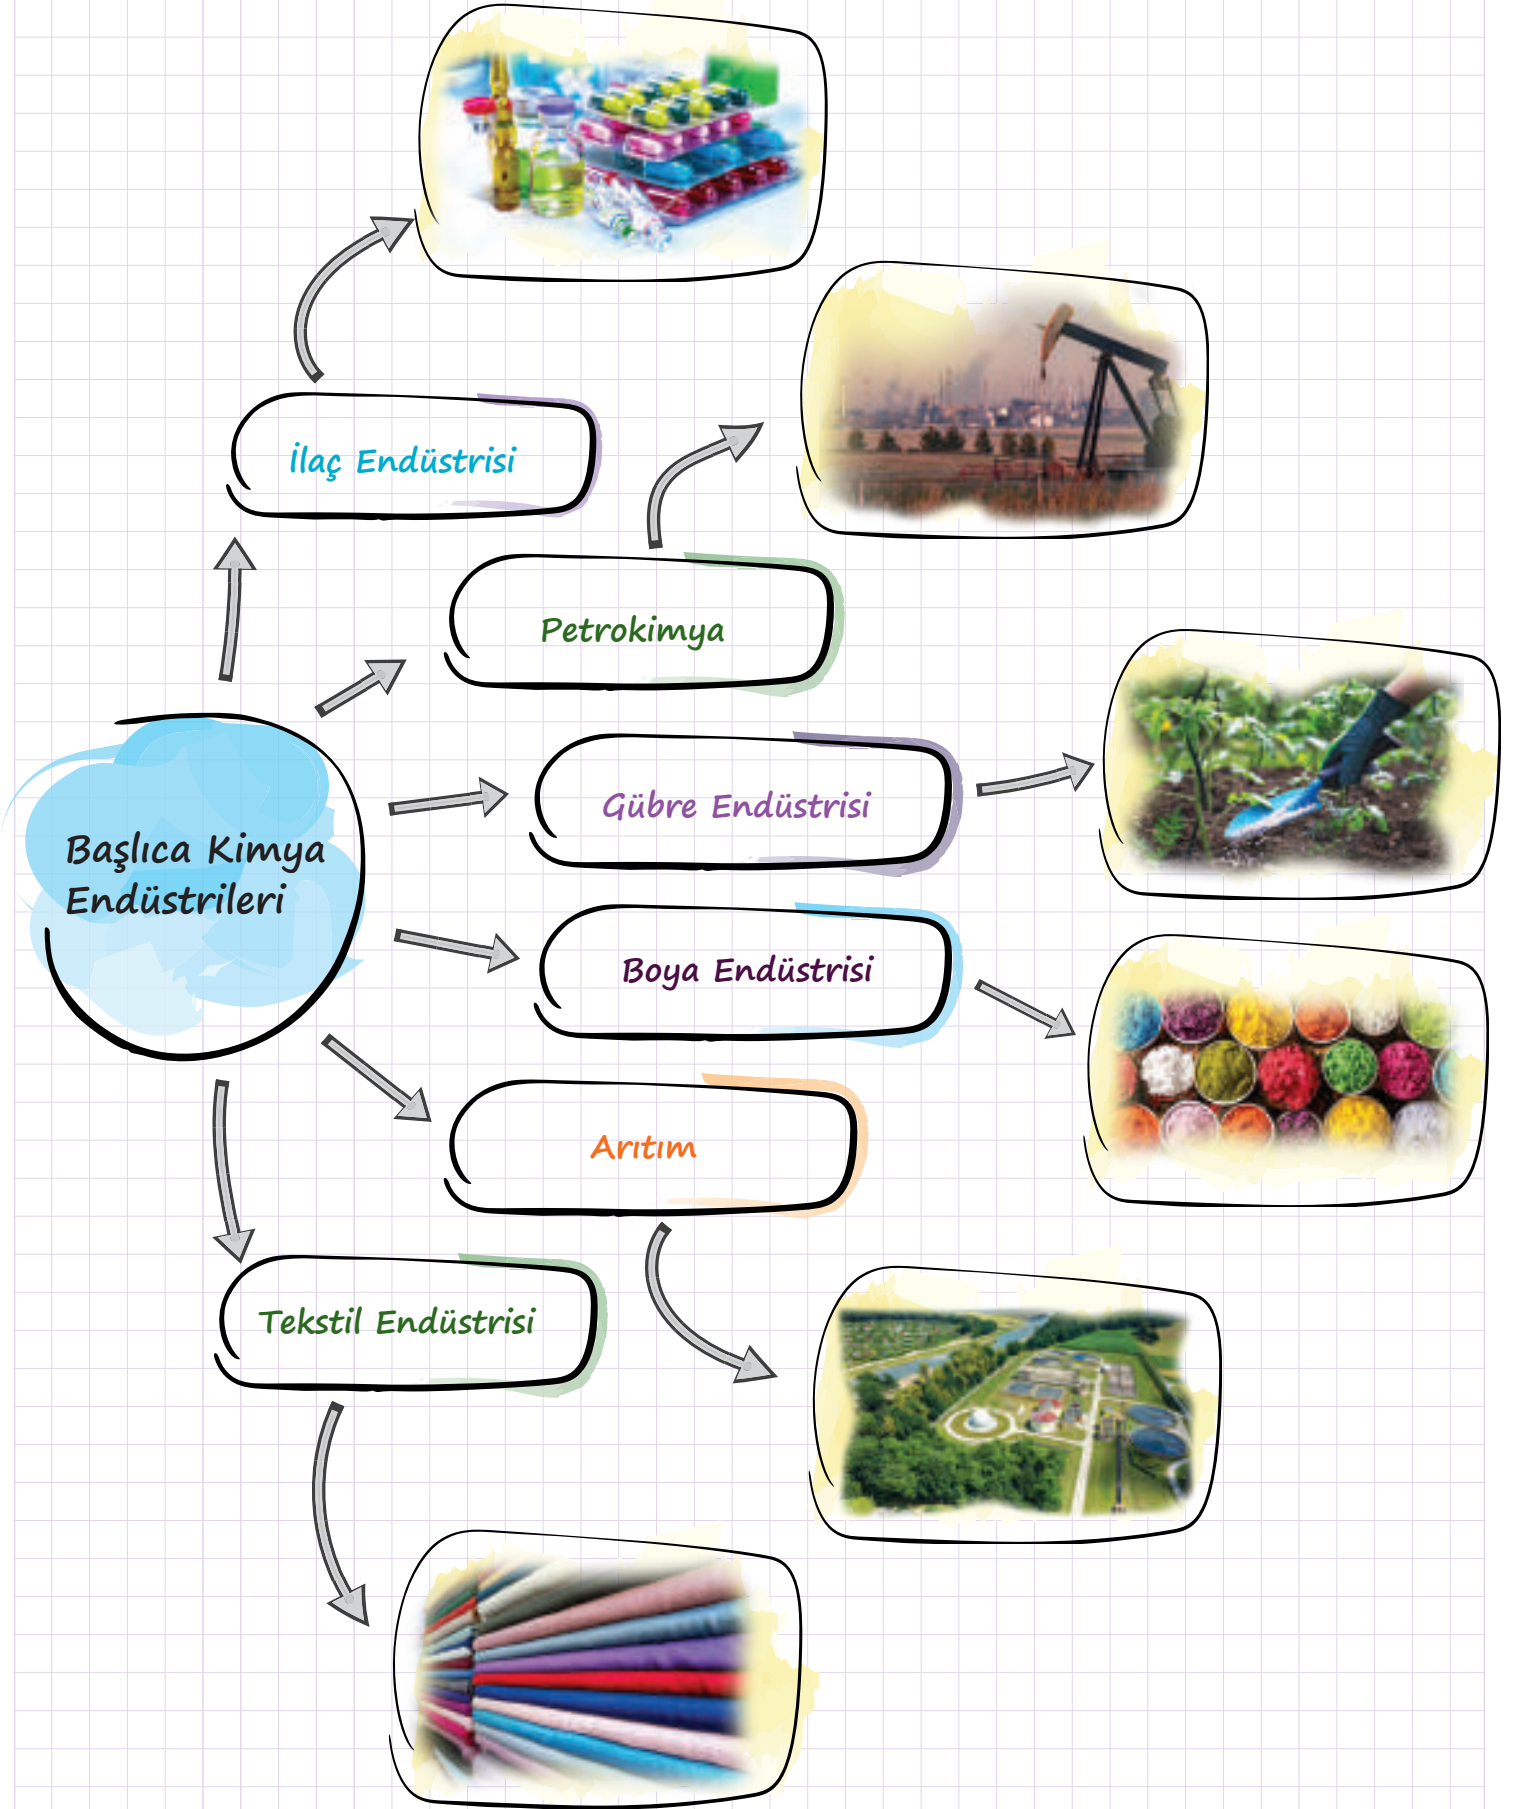 İlaç Endüstrisi
Petrokimya
Gübre Endüstrisi
Başlıca Kimya
Endüstrileri
Boya Endüstrisi
Arıtım
Tekstil Endüstrisi